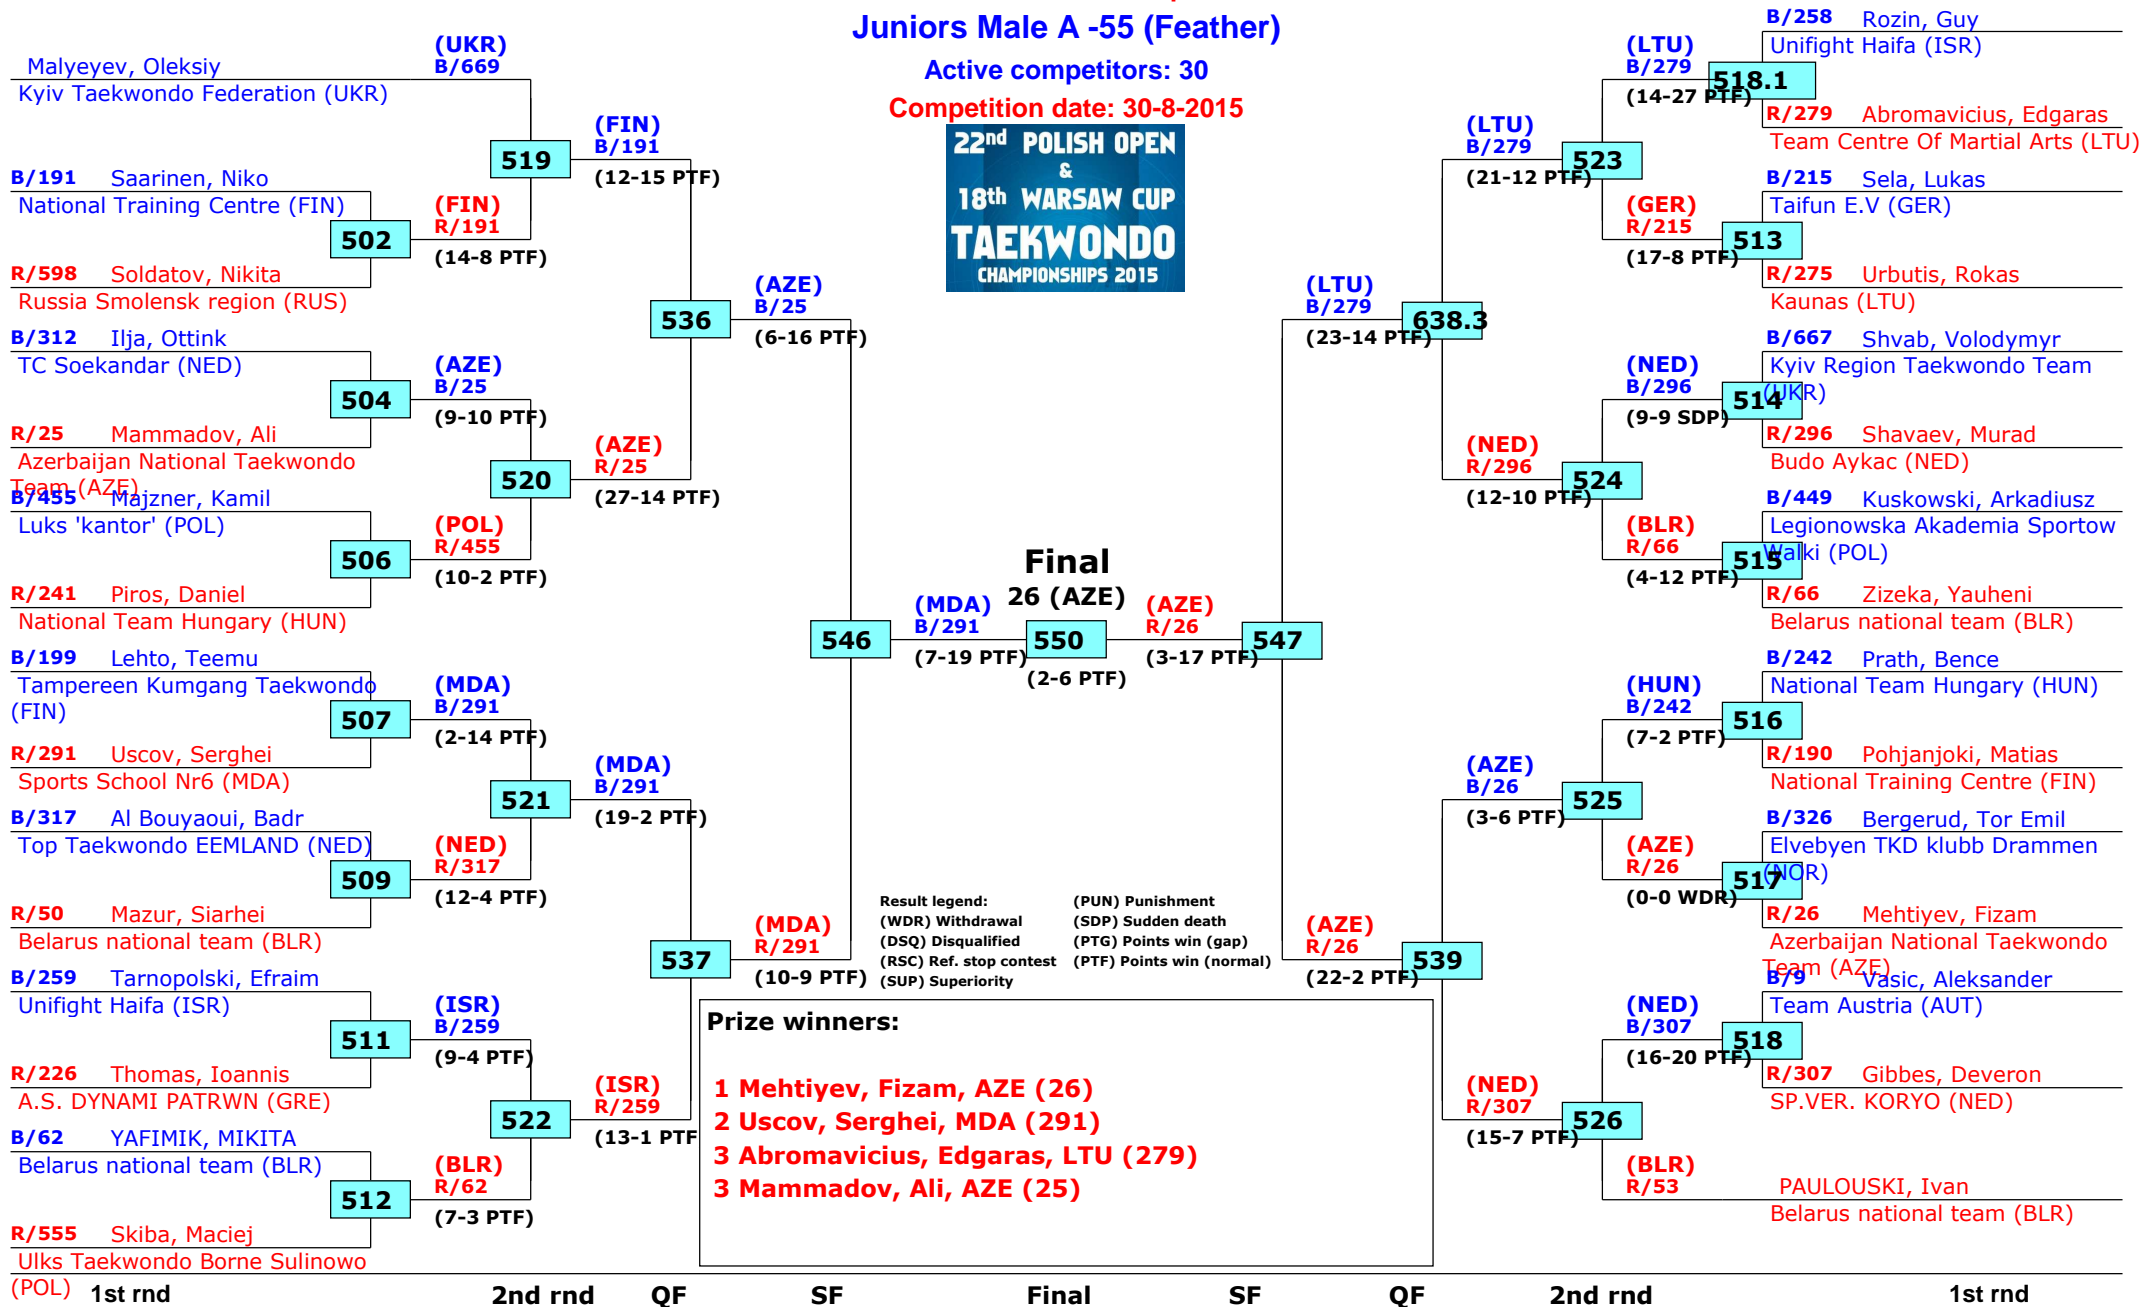 Juniors Male A -55 (Feather)
Active competitors: 30
Competition date: 30-8-2015
22nd POLISH OPEN
&
18th WARSAW CUP
TAEKWONDO
CHAMPIONSHIPS 2015
Malyeyev, Oleksiy
Kyiv Taekwondo Federation (UKR)
B/191 Saarinen, Niko
National Training Centre (FIN)
502
R/598 Soldatov, Nikita
Russia Smolensk region (RUS)
B/312 Ilja, Ottink
TC Soekandar (NED)
504
R/25 Mammadov, Ali
Azerbaijan National Taekwondo
Team (AZE)
B/455 Majzner, Kamil
Luks 'kantor' (POL)
506
R/241 Piros, Daniel
National Team Hungary (HUN)
B/199 Lehto, Teemu
Tampereen Kumgang Taekwondo
(FIN)
507
R/291 Uscov, Serghei
Sports School Nr6 (MDA)
B/317 Al Bouyaoui, Badr
Top Taekwondo EEMLAND (NED)
509
R/50 Mazur, Siarhei
Belarus national team (BLR)
B/259 Tarnopolski, Efraim
Unifight Haifa (ISR)
511
R/226 Thomas, Ioannis
A.S. DYNAMI PATRWN (GRE)
B/62 YAFIMIK, MIKITA
Belarus national team (BLR)
512
R/555 Skiba, Maciej
Ulks Taekwondo Borne Sulinowo
(POL)
(UKR)
B/669
519
(FIN)
R/191
(14-8 PTF)
(AZE)
B/25
(9-10 PTF)
520
(POL)
R/455
(10-2 PTF)
(MDA)
B/291
(2-14 PTF)
521
(NED)
R/317
(12-4 PTF)
(ISR)
B/259
(9-4 PTF)
522
(BLR)
R/62
(7-3 PTF)
(FIN)
B/191
(12-15 PTF)
536
(AZE)
R/25
(27-14 PTF)
(MDA)
B/291
(19-2 PTF)
537
(ISR)
R/259
(13-1 PTF
(AZE)
B/25
(6-16 PTF)
546
(MDA)
R/291
(10-9 PTF)
(MDA)
B/291
(7-19 PTF)
Final
26 (AZE)
550
(2-6 PTF)
(AZE)
R/26
(3-17 PTF)
547
(LTU)
B/279
(23-14 PTF)
(AZE)
R/26
(22-2 PTF)
(LTU)
B/279
(21-12 PTF)
638.3
(NED)
R/296
(12-10 PTF)
(AZE)
B/26
(3-6 PTF)
539
(NED)
R/307
(15-7 PTF)
(LTU)
B/279
(14-27 PTF)
523
(GER)
R/215
(17-8 PTF)
(NED)
B/296
(9-9 SDP)
524
(BLR)
R/66
(4-12 PTF)
(HUN)
B/242
(7-2 PTF)
525
(AZE)
R/26
(0-0 WDR)
(NED)
B/307
(16-20 PTF)
526
(BLR)
R/53
B/258 Rozin, Guy
Unifight Haifa (ISR)
518.1
R/279 Abromavicius, Edgaras
Team Centre Of Martial Arts (LTU)
B/215 Sela, Lukas
Taifun E.V (GER)
513
R/275 Urbutis, Rokas
Kaunas (LTU)
B/667 Shvab, Volodymyr
Kyiv Region Taekwondo Team
(UKR)
514
R/296 Shavaev, Murad
Budo Aykac (NED)
B/449 Kuskowski, Arkadiusz
Legionowska Akademia Sportow
Walki (POL)
515
R/66 Zizeka, Yauheni
Belarus national team (BLR)
B/242 Prath, Bence
National Team Hungary (HUN)
516
R/190 Pohjanjoki, Matias
National Training Centre (FIN)
B/326 Bergerud, Tor Emil
Elvebyen TKD klubb Drammen
(NOR)
517
R/26 Mehtiyev, Fizam
Azerbaijan National Taekwondo
Team (AZE)
B/9 Vasic, Aleksander
Team Austria (AUT)
518
R/307 Gibbes, Deveron
SP.VER. KORYO (NED)
PAULOUSKI, Ivan
Belarus national team (BLR)
Result legend: (PUN) Punishment
(WDR) Withdrawal (SDP) Sudden death
(DSQ) Disqualified (PTG) Points win (gap)
(RSC) Ref. stop contest (PTF) Points win (normal)
(SUP) Superiority
Prize winners:
1 Mehtiyev, Fizam, AZE (26)
2 Uscov, Serghei, MDA (291)
3 Abromavicius, Edgaras, LTU (279)
3 Mammadov, Ali, AZE (25)
1st rnd 2nd rnd QF SF Final SF QF 2nd rnd 1st rnd